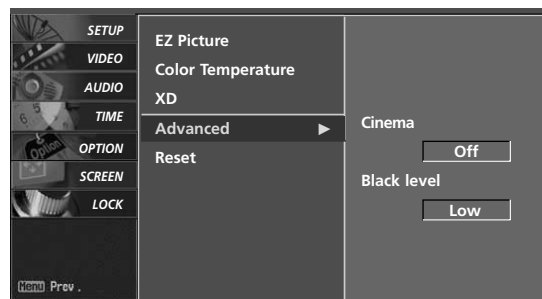 SETUP
VIDEO
AUDIO
TIME
OPTION
SCREEN
LOCK
Menu Prev.
EZ Picture
Color Temperature
XD
Advanced ▶
Reset
Cinema
Off
Black level
Low